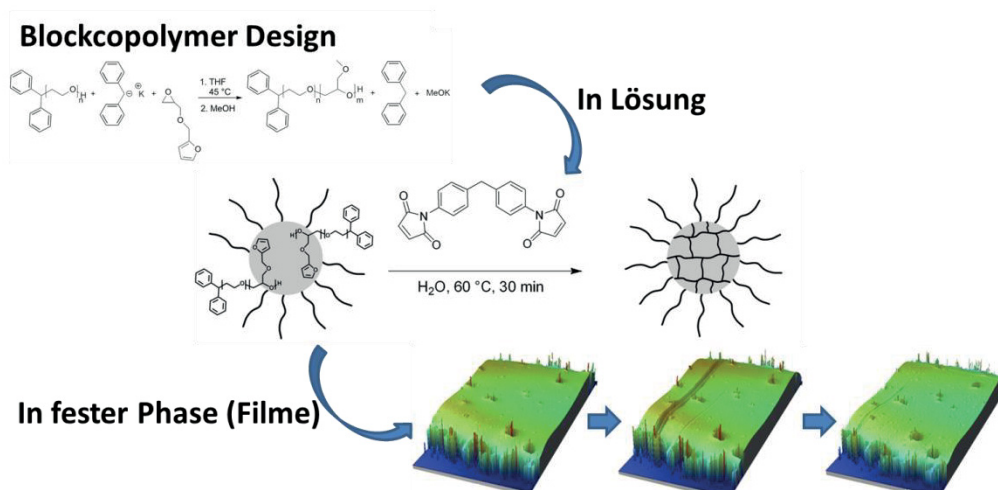 Blockcopolymer Design
O
H
n
+
⊖
⊕
K
+
O
O
O
1. THF
45 °C
2. MeOH
O
n
O
O
H
m
+
+ MeOK
In Lösung
O
N
O
O
N
O
H
O
O
O
O
H
O
O
O
O
H₂O, 60 °C, 30 min
In fester Phase (Filme)